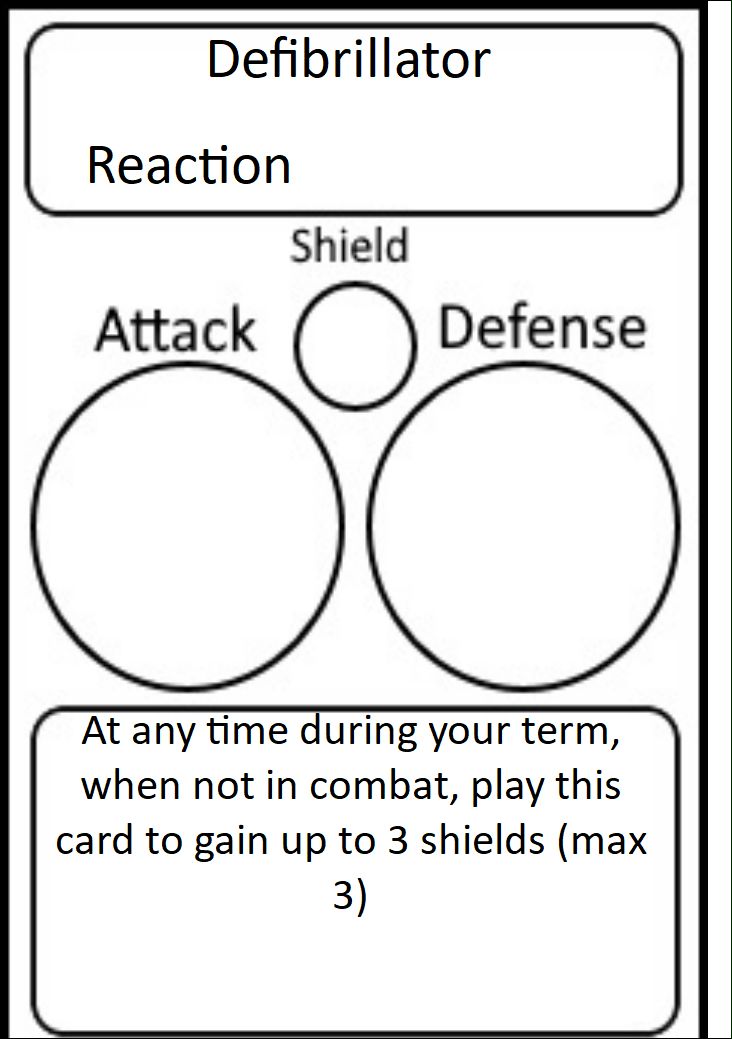 Defibrillator
Reaction
Shield
Attack
Defense
At any time during your term,
when not in combat, play this
card to gain up to 3 shields (max
3)